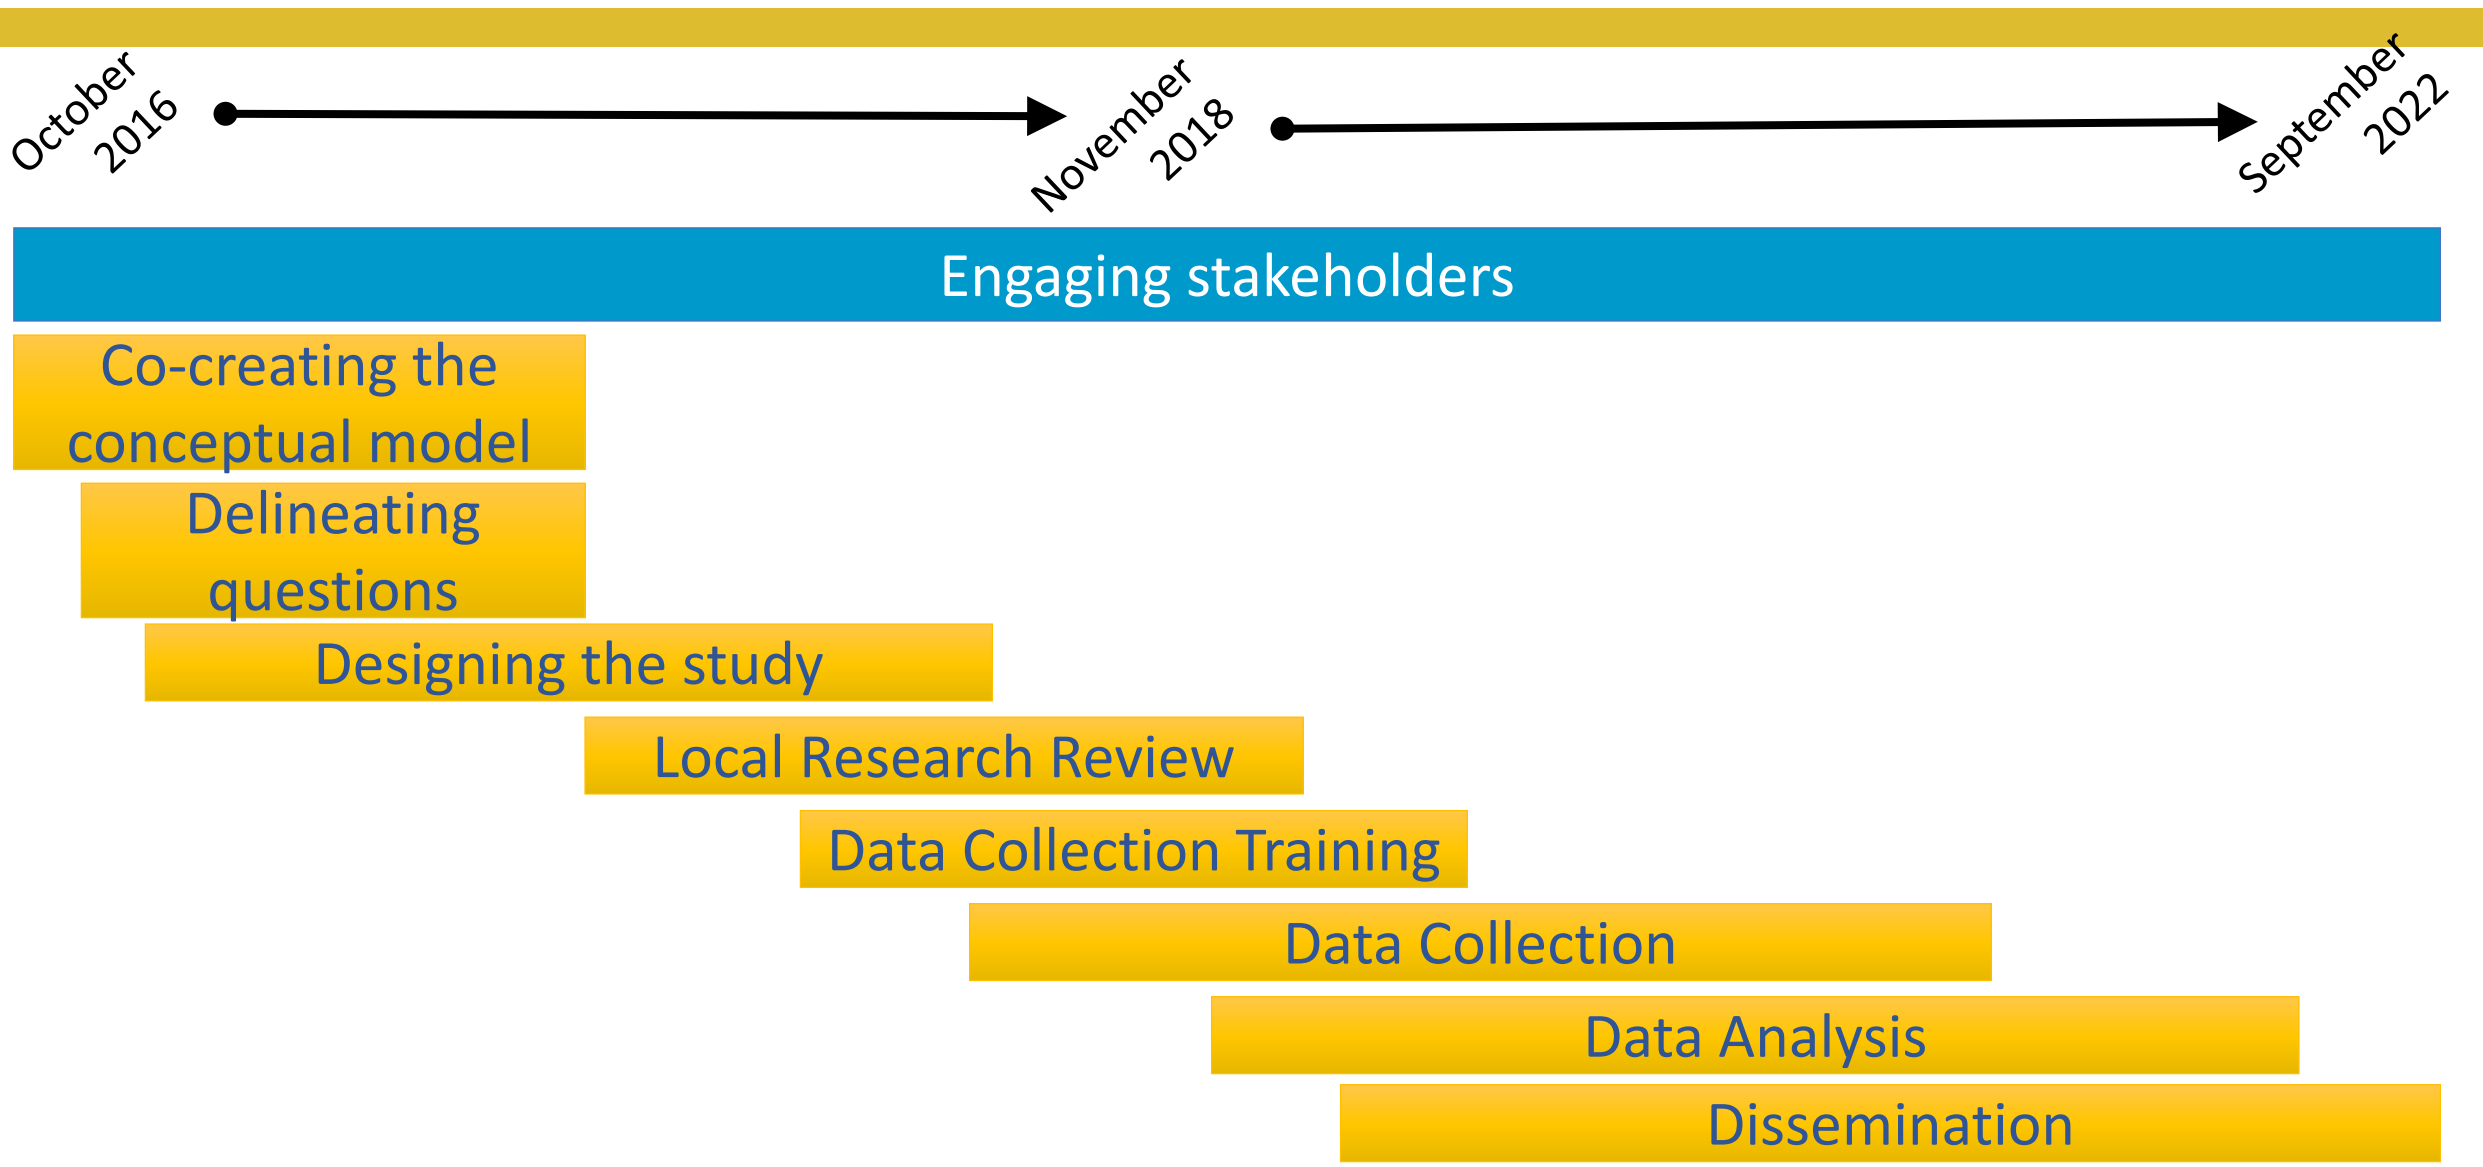 October
2016
November
2018
September
2022
Engaging stakeholders
Co-creating the
conceptual model
Delineating
questions
Designing the study
Local Research Review
Data Collection Training
Data Collection
Data Analysis
Dissemination